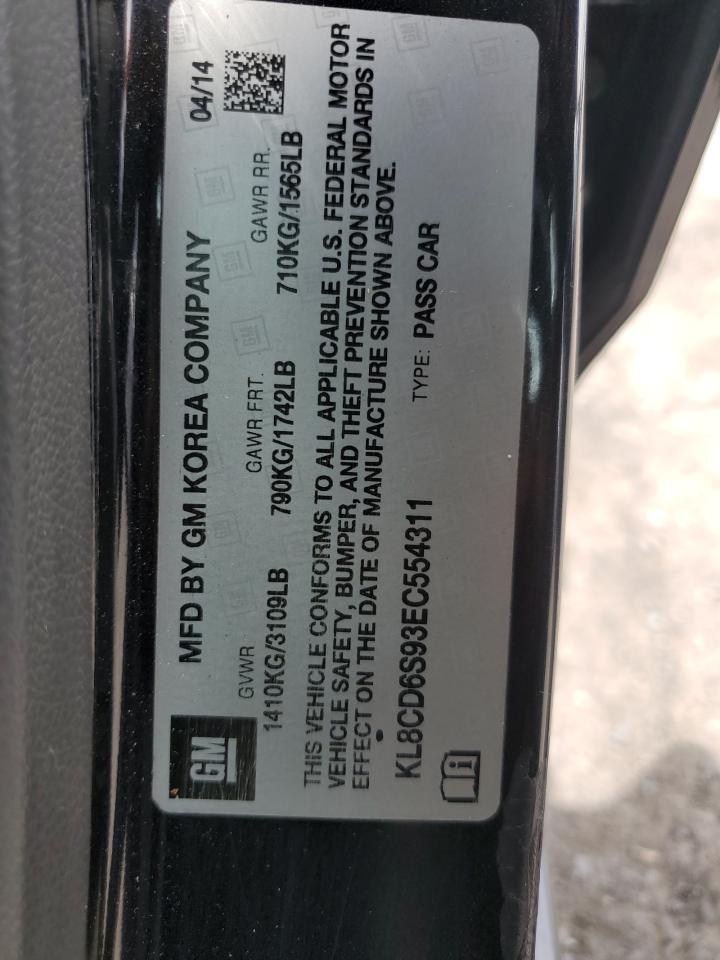 MFD BY GM KOREA COMPANY 04/14
GVWR GAWR FRT. GAWR RR.
1410KG/3109LB 790KG/1742LB 710KG/1565LB
THIS VEHICLE CONFORMS TO ALL APPLICABLE U.S. FEDERAL MOTOR
VEHICLE SAFETY, BUMPER, AND THEFT PREVENTION STANDARDS IN
EFFECT ON THE DATE OF MANUFACTURE SHOWN ABOVE.
KL8CD6S93EC554311 TYPE: PASS CAR
GM